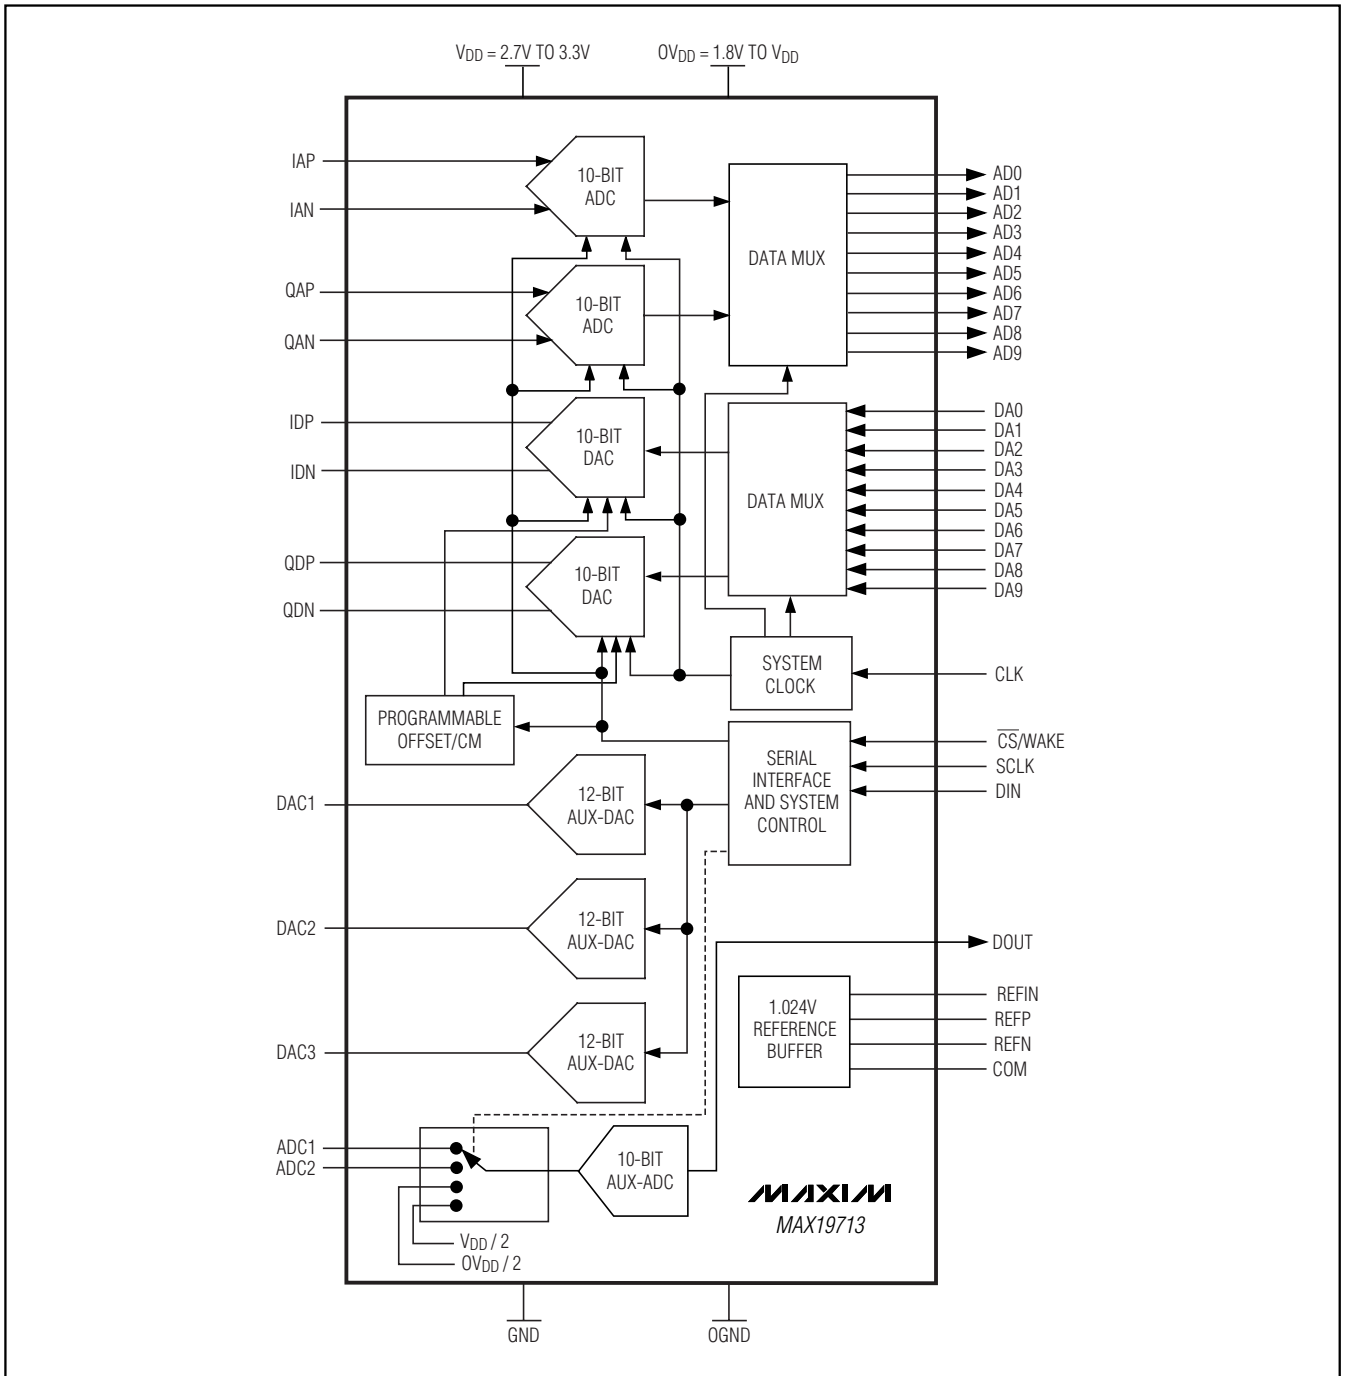 VDD = 2.7V TO 3.3V
OVDD = 1.8V TO VDD
IAP
IAN
10-BIT
ADC
QAP
QAN
10-BIT
ADC
DATA MUX
AD0
AD1
AD2
AD3
AD4
AD5
AD6
AD7
AD8
AD9
IDP
IDN
10-BIT
DAC
QDP
QDN
10-BIT
DAC
DATA MUX
DA0
DA1
DA2
DA3
DA4
DA5
DA6
DA7
DA8
DA9
SYSTEM
CLOCK
CLK
PROGRAMMABLE
OFFSET/CM
SERIAL
INTERFACE
AND SYSTEM
CONTROL
CS/WAKE
SCLK
DIN
DAC1
12-BIT
AUX-DAC
DAC2
12-BIT
AUX-DAC
DOUT
DAC3
12-BIT
AUX-DAC
1.024V
REFERENCE
BUFFER
REFIN
REFP
REFN
COM
ADC1
ADC2
10-BIT
AUX-ADC
VDD / 2
OVDD / 2
MAXIM
MAX19713
GND
OGND